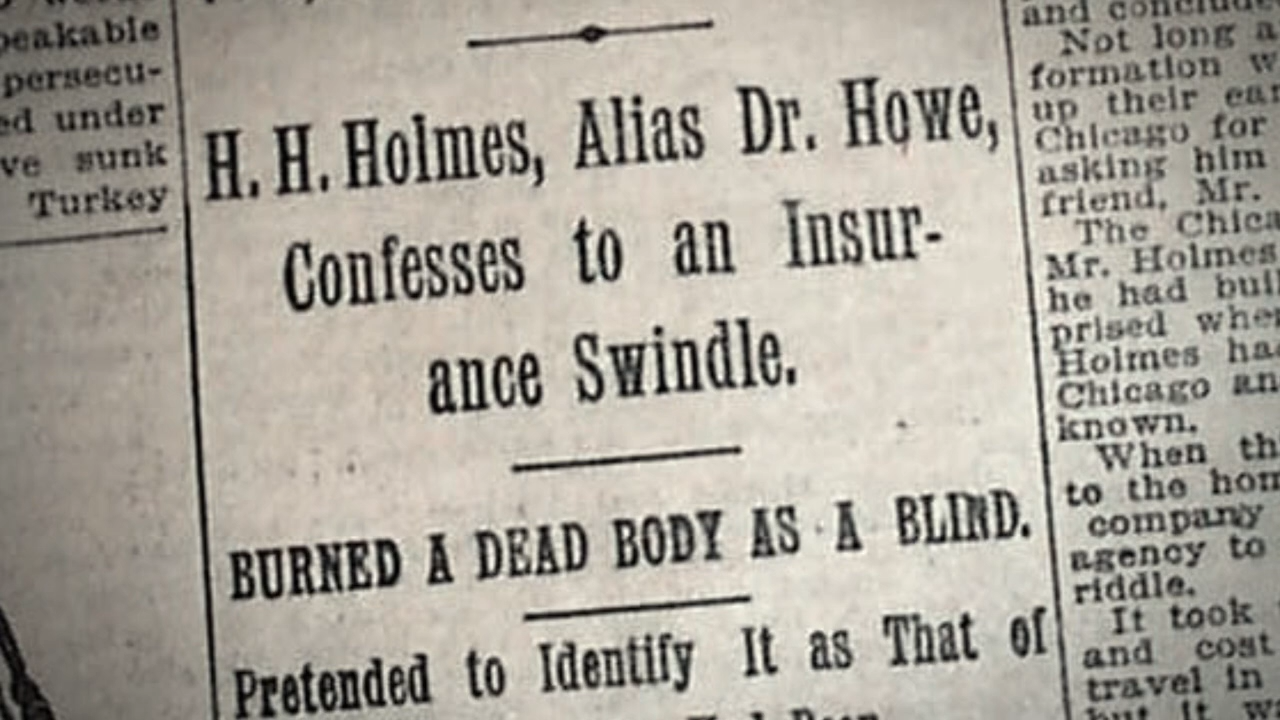 peakable
persecu-
ed under
ve sunk
Turkey
H. H. Holmes, Alias Dr. Howe,
Confesses to an Insur-
ance Swindle.
BURNED A DEAD BODY AS A BLIND.
Pretended to Identify It as That of
and conclude
Not long a
formation w
up their ear
Chicago for
asking him
friend, Mr.
The Chica
Mr. Holmes
he had buil
prised whe
Holmes had
Chicago an
known.
When th
to the hom
company
agency to
riddle.
It took
and cost
travel in
but it w